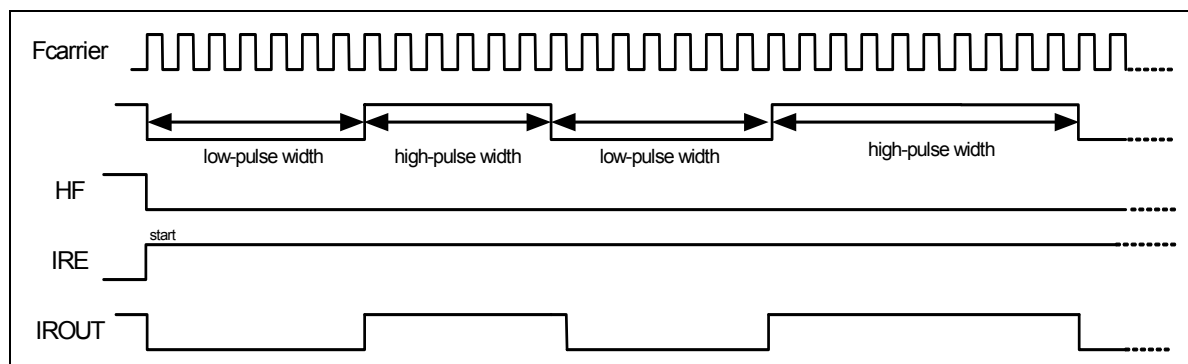 Fcarrier
low-pulse width
high-pulse width
low-pulse width
high-pulse width
HF
start
IRE
IROUT